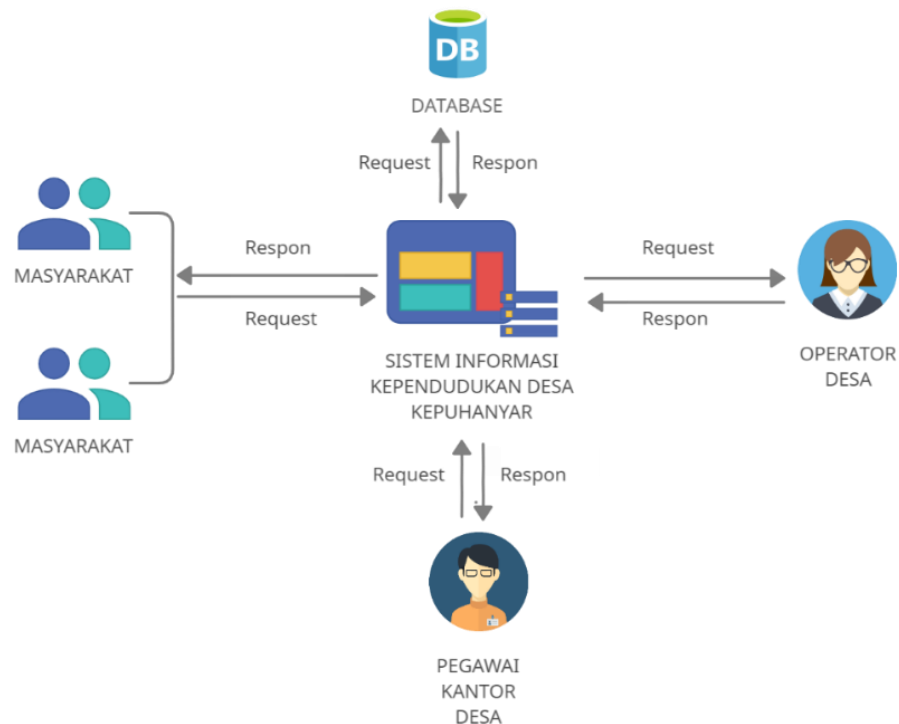 DB
DATABASE
Request
Respon
MASYARAKAT
Respon
Request
Request
Respon
SISTEM INFORMASI
KEPENDUDUKAN DESA
KEPUHANYAR
OPERATOR
DESA
MASYARAKAT
Request
Respon
PEGAWAI
KANTOR
DESA